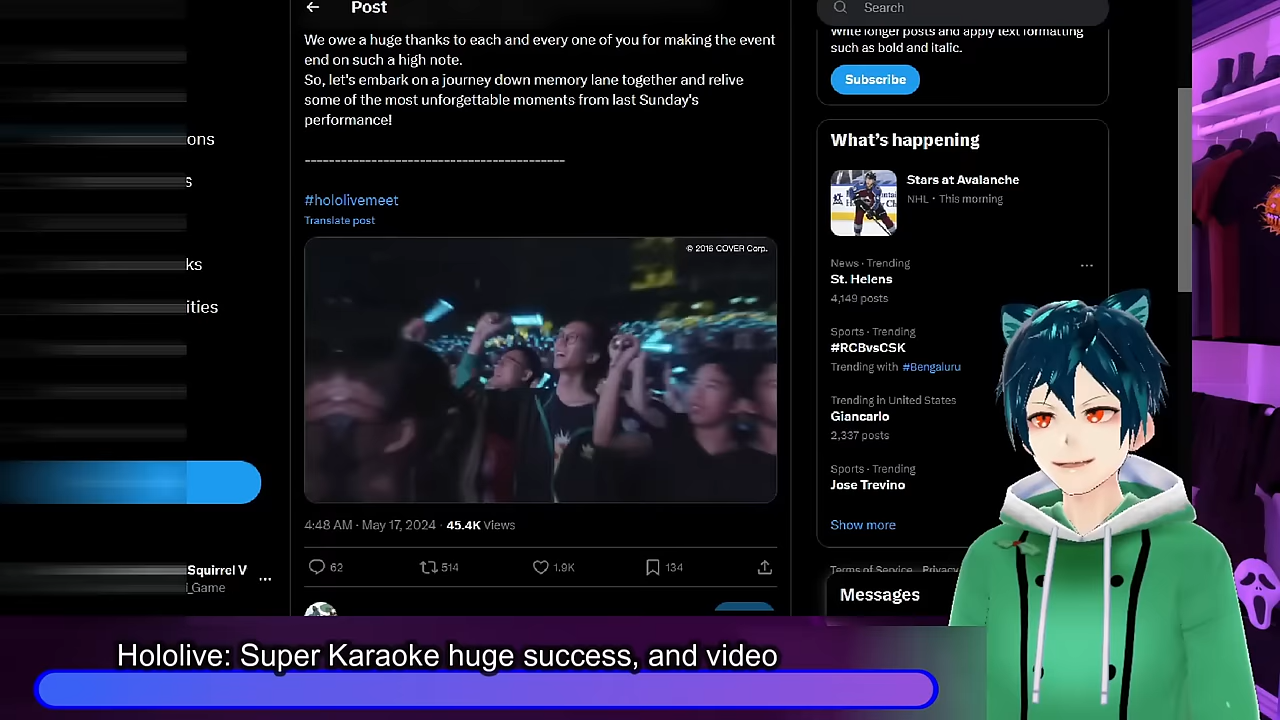 Post
We owe a huge thanks to each and every one of you for making the event
end on such a high note.
So, let's embark on a journey down memory lane together and relive
some of the most unforgettable moments from last Sunday's
performance!
-------------------------------------------
#hololivemeet
Translate post
© 2016 COVER Corp.
4:48 AM · May 17, 2024 · 45.4K Views
62
514
1.9K
134
Search
Write longer posts and apply text formatting
such as bold and italic.
Subscribe
What's happening
Stars at Avalanche
NHL · This morning
News · Trending
St. Helens
4,149 posts
Sports · Trending
#RCBvsCSK
Trending with #Bengaluru
Trending in United States
Giancarlo
2,337 posts
Sports · Trending
Jose Trevino
Show more
Terms of Service
Privacy
Messages
ons
s
ks
ities
Squirrel V
_Game
Hololive: Super Karaoke huge success, and video